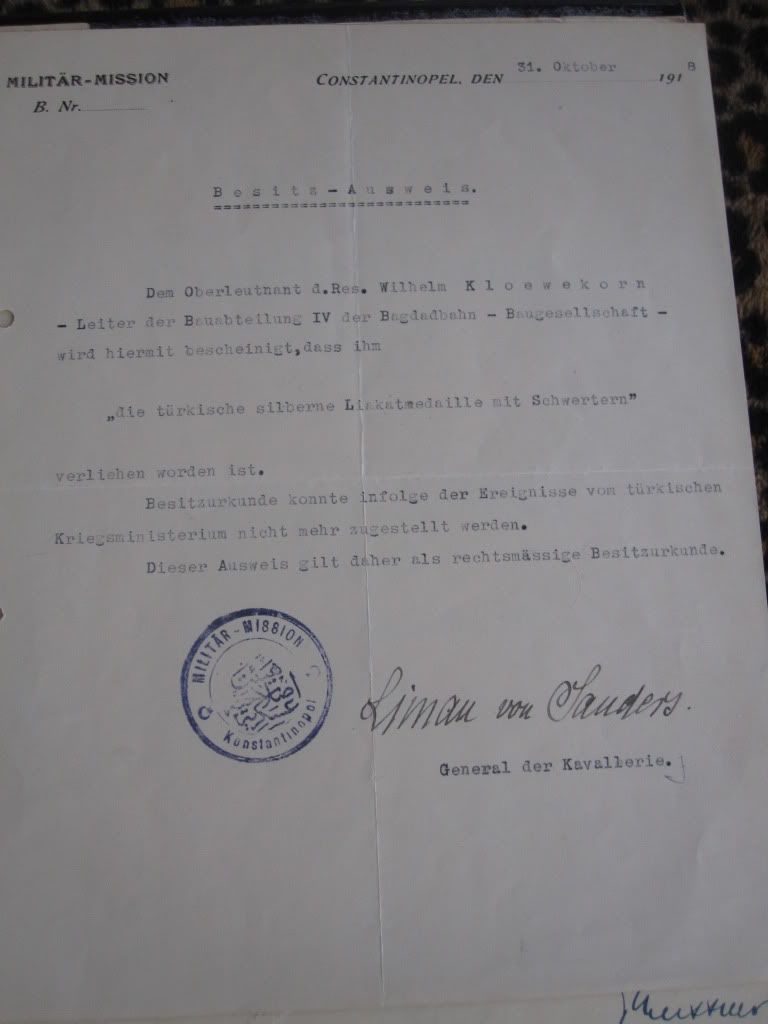 MILITÄR-MISSION
B. Nr.
CONSTANTINOPEL, DEN 31. Oktober 1918
Besitz-Ausweis.
Dem Oberleutnant d.Res. Wilhelm Kloewekorn
- Leiter der Bauabteilung IV der Bagdadbahn - Baugesellschaft -
wird hiermit bescheinigt, dass ihm
„die türkische silberne Liakatmedaille mit Schwertern”
verliehen worden ist.
Besitzurkunde konnte infolge der Ereignisse vom türkischen
Kriegsministerium nicht mehr zugestellt werden.
Dieser Ausweis gilt daher als rechtsmässige Besitzurkunde.
MILITÄR-MISSION
Konstantinopel
Liman von Sanders.
General der Kavallerie.